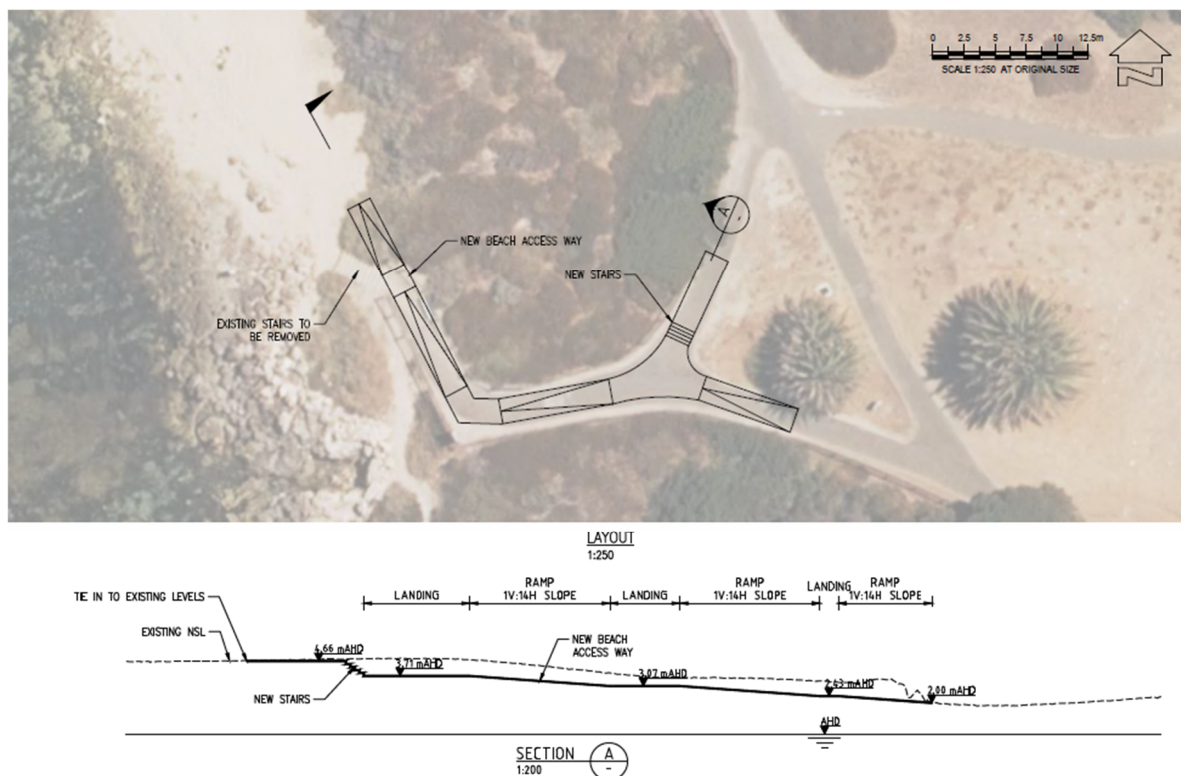 0 2.5 5 7.5 10 12.5m
SCALE 1:250 AT ORIGINAL SIZE
N
A
-
NEW BEACH ACCESS WAY
NEW STAIRS
EXISTING STAIRS TO
BE REMOVED
LAYOUT
1:250
LANDING
RAMP
1V:14H SLOPE
LANDING
RAMP
1V:14H SLOPE
LANDING
RAMP
1V:14H SLOPE
TIE IN TO EXISTING LEVELS
EXISTING NSL
4.66 mAHD
3.71 mAHD
NEW BEACH
ACCESS WAY
3.07 mAHD
2.43 mAHD
2.00 mAHD
NEW STAIRS
AHD
SECTION A
1:200 -